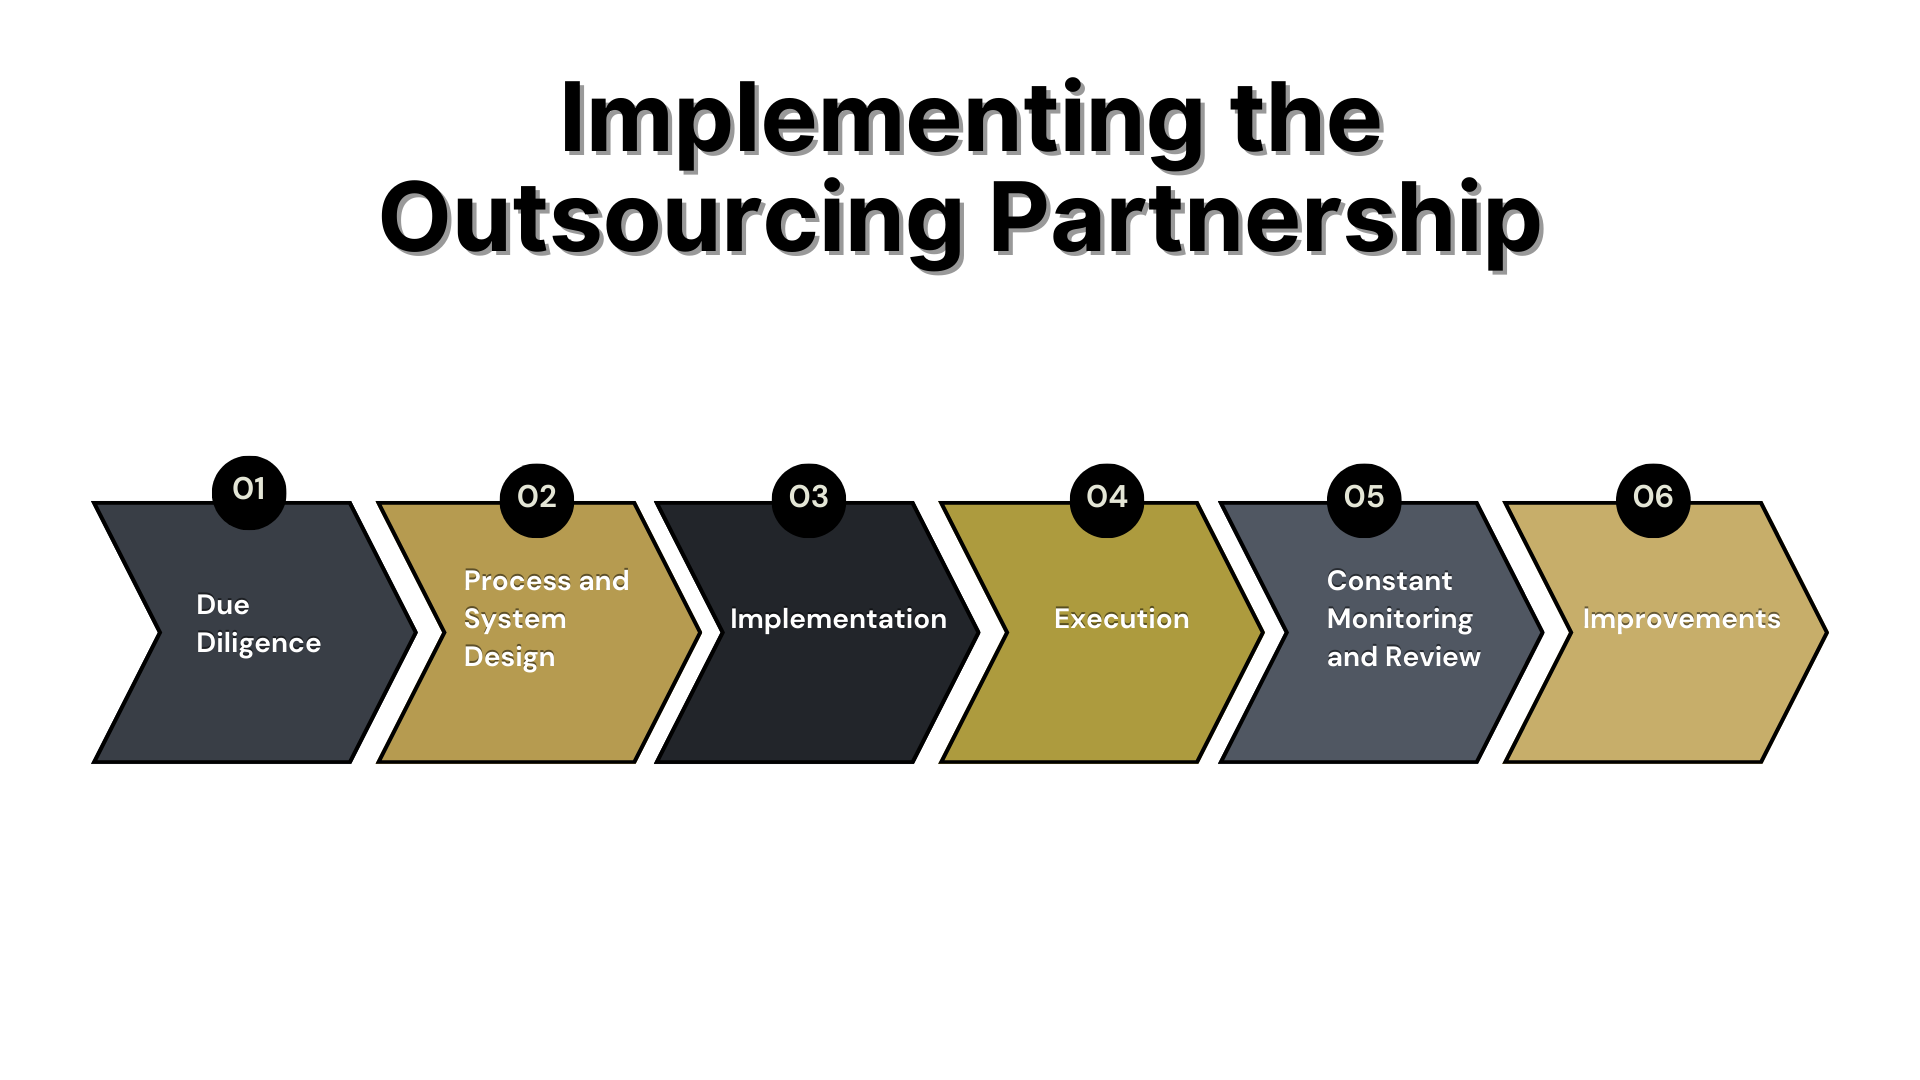 Implementing the
Outsourcing Partnership
01
Due
Diligence
02
Process and
System
Design
03
Implementation
04
Execution
05
Constant
Monitoring
and Review
06
Improvements